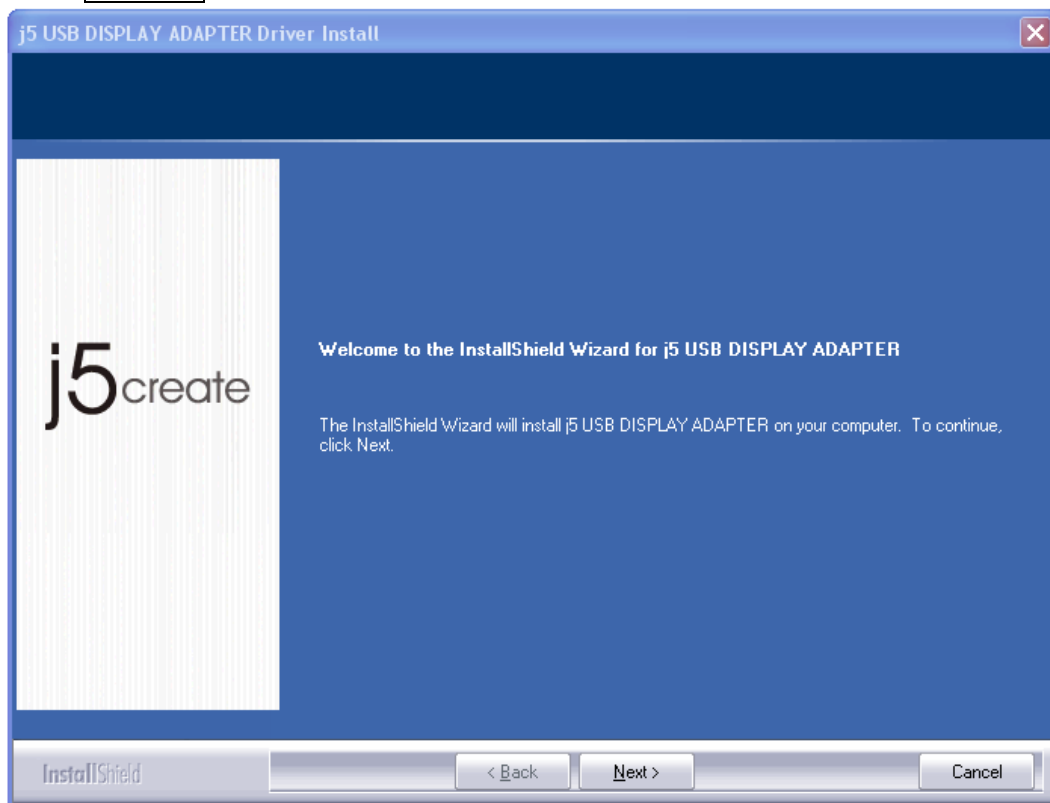 j5 USB DISPLAY ADAPTER Driver Install
j5create
Welcome to the InstallShield Wizard for j5 USB DISPLAY ADAPTER
The InstallShield Wizard will install j5 USB DISPLAY ADAPTER on your computer. To continue,
click Next.
InstallShield
< Back
Next >
Cancel